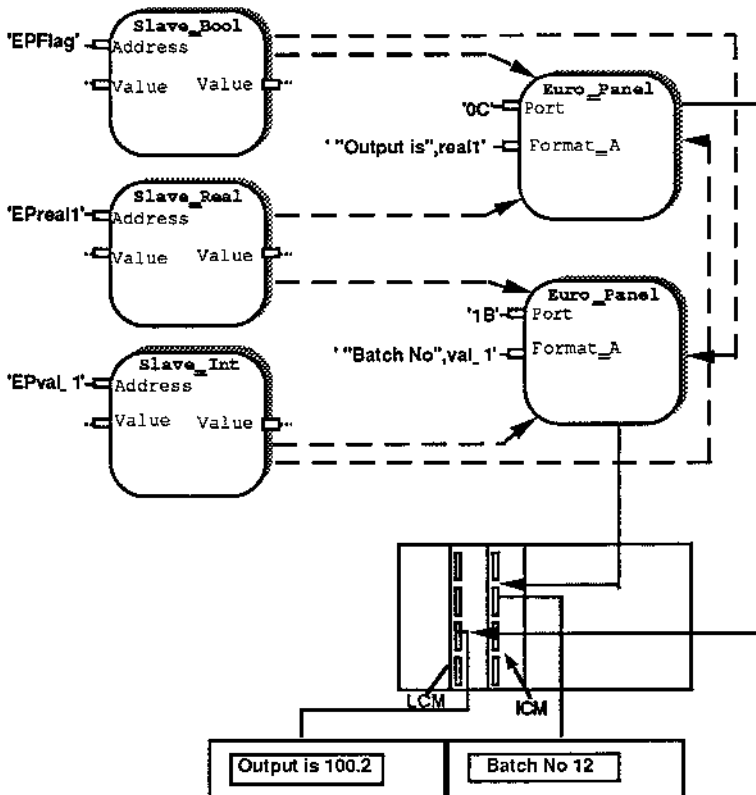 Slave_Bool
'EPFlag'
Address
Value Value
Euro_Panel
'0C'
Port
' "Output is",real1'
Format_A
Slave_Real
'EPreal1'
Address
Value Value
Euro_Panel
'1B'
Port
' "Batch No",val_1'
Format_A
Slave_Int
'EPval_1'
Address
Value Value
LCM
ICM
Output is 100.2
Batch No 12